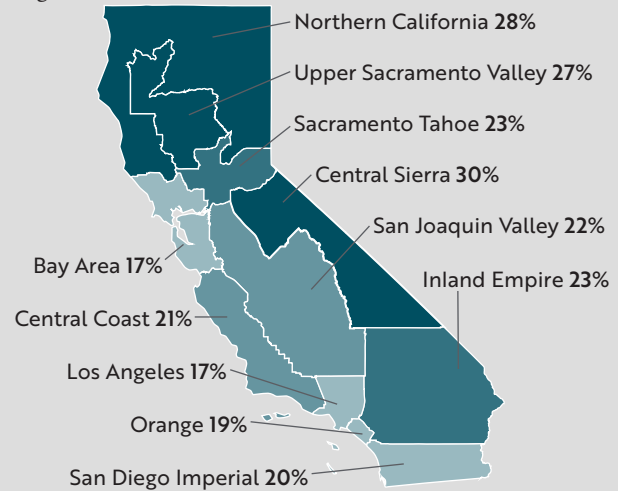 Northern California 28%
Upper Sacramento Valley 27%
Sacramento Tahoe 23%
Central Sierra 30%
San Joaquin Valley 22%
Bay Area 17%
Inland Empire 23%
Central Coast 21%
Los Angeles 17%
Orange 19%
San Diego Imperial 20%